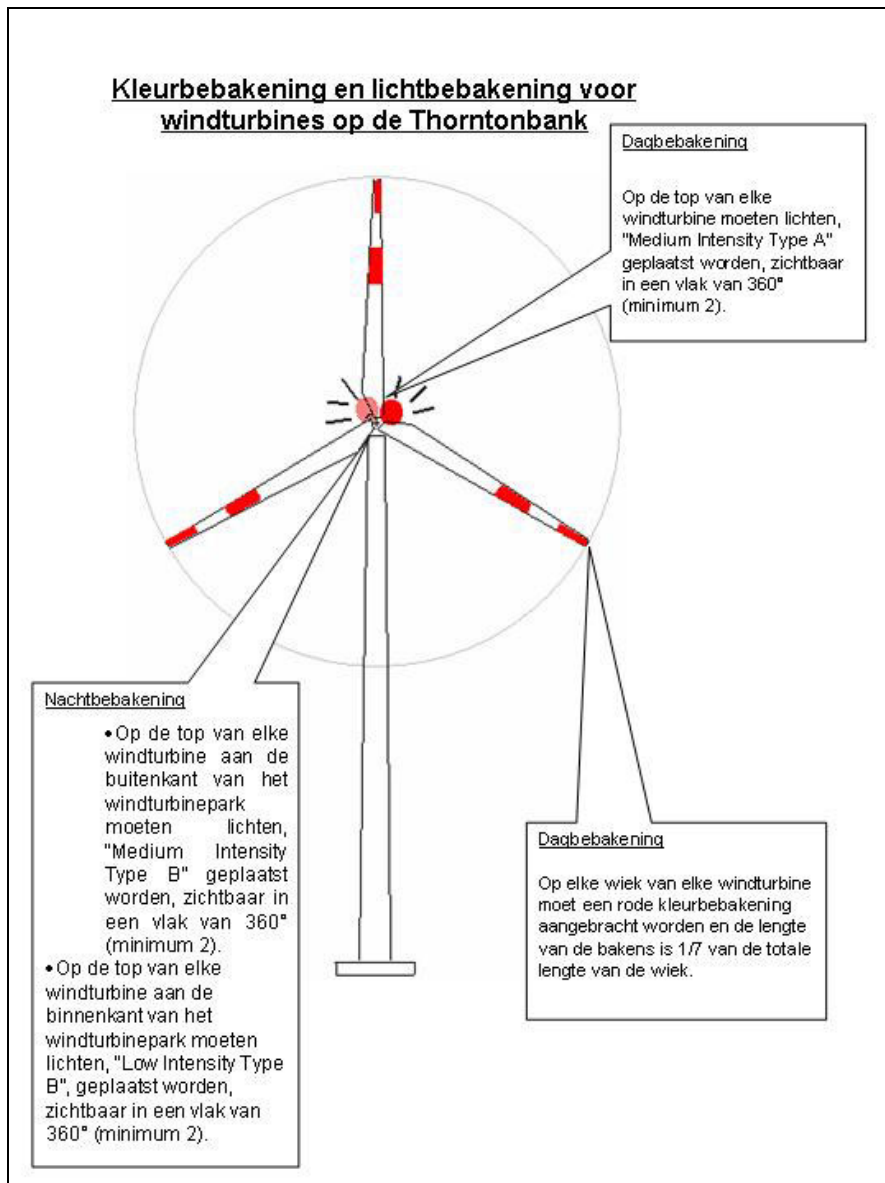 Kleurbebakening en lichtbebakening voor
windturbines op de Thorntonbank
Dagbebakening
Op de top van elke
windturbine moeten lichten,
"Medium Intensity Type A"
geplaatst worden, zichtbaar
in een vlak van 360°
(minimum 2).
Nachtbebakening
•Op de top van elke
windturbine aan de
buitenkant van het
windturbinepark
moeten lichten,
"Medium Intensity
Type B" geplaatst
worden, zichtbaar in
een vlak van 360°
(minimum 2).
•Op de top van elke
windturbine aan de
binnenkant van het
windturbinepark moeten
lichten, "Low Intensity Type
B", geplaatst worden,
zichtbaar in een vlak van
360° (minimum 2).
Dagbebakening
Op elke wiek van elke windturbine
moet een rode kleurbebakening
aangebracht worden en de lengte
van de bakens is 1/7 van de totale
lengte van de wiek.